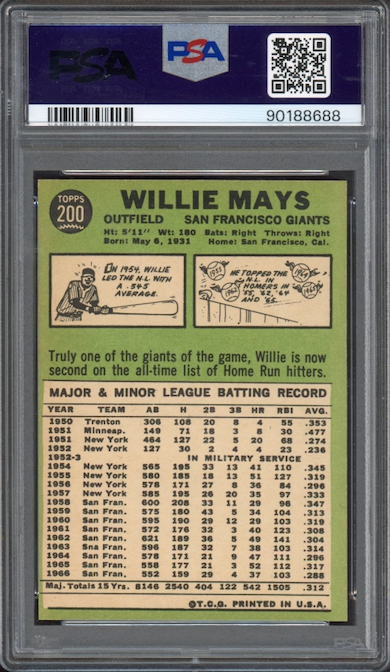 PSA
PSA
90188688
TOPPS
200
WILLIE MAYS
OUTFIELD SAN FRANCISCO GIANTS
Ht: 5'11" Wt: 180 Bats: Right Throws: Right
Born: May 6, 1931 Home: San Francisco, Cal.
IN 1954, WILLIE
LED THE N.L. WITH
A .345
AVERAGE.
HE TOPPED THE
N.L. IN
HOMERS IN
'55, '62, '64
AND '65.
1955
1964
1962
1965
Truly one of the giants of the game, Willie is now
second on the all-time list of Home Run hitters.
MAJOR & MINOR LEAGUE BATTING RECORD
YEAR TEAM AB H 2B 3B HR RBI AVG.
1950 Trenton 306 108 20 8 4 55 .353
1951 Minneap. 149 71 18 3 8 30 .477
1951 New York 464 127 22 5 20 68 .274
1952 New York 127 30 2 4 4 23 .236
1952-3 IN MILITARY SERVICE
1954 New York 565 195 33 13 41 110 .345
1955 New York 580 185 18 13 51 127 .319
1956 New York 578 171 27 8 36 84 .296
1957 New York 585 195 26 20 35 97 .333
1958 San Fran. 600 208 33 11 29 96 .347
1959 San Fran. 575 180 43 5 34 104 .313
1960 San Fran. 595 190 29 12 29 103 .319
1961 San Fran. 572 176 32 3 40 123 .308
1962 San Fran. 621 189 36 5 49 141 .304
1963 San Fran. 596 187 32 7 38 103 .314
1964 San Fran. 578 171 21 9 47 111 .296
1965 San Fran. 558 177 21 3 52 112 .317
1966 San Fran. 552 159 29 4 37 103 .288
Maj. Totals 15 Yrs. 8146 2540 404 122 542 1505 .312
©T.C.G. PRINTED IN U.S.A.